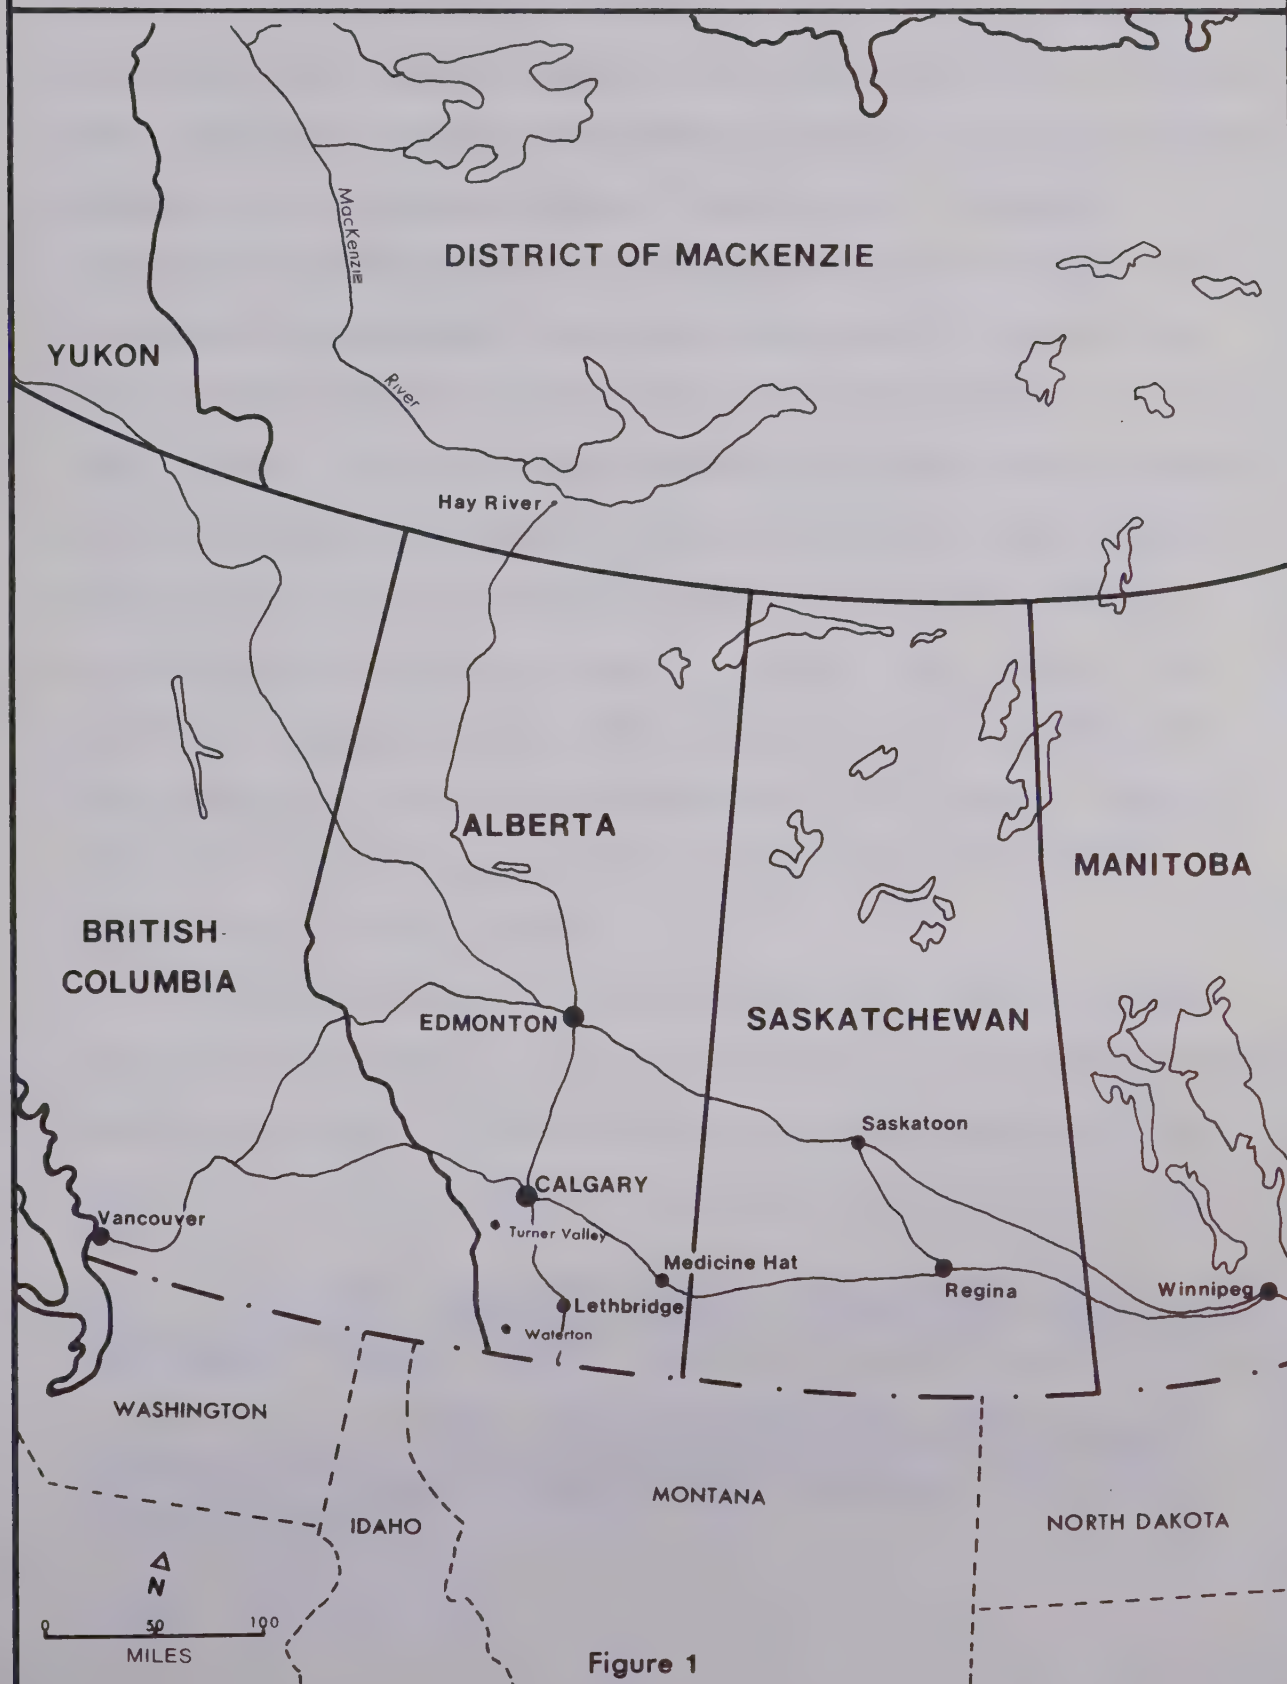 MacKenzie
DISTRICT OF MACKENZIE
YUKON
River
Hay River
ALBERTA
MANITOBA
BRITISH
COLUMBIA
EDMONTON
SASKATCHEWAN
Saskatoon
CALGARY
Vancouver
Turner Valley
Medicine Hat
Regina
Winnipeg
Lethbridge
Waterton
WASHINGTON
MONTANA
IDAHO
NORTH DAKOTA
N
0 50 100
MILES
Figure 1